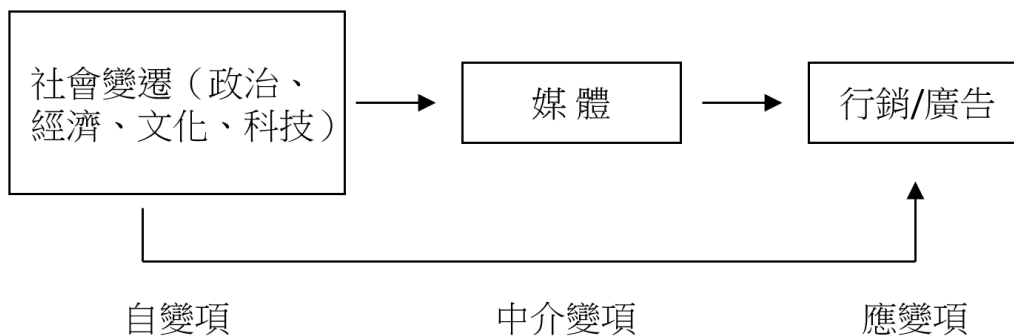 社會變遷（政治、
經濟、文化、科技）
媒 體
行銷/廣告
自變項
中介變項
應變項